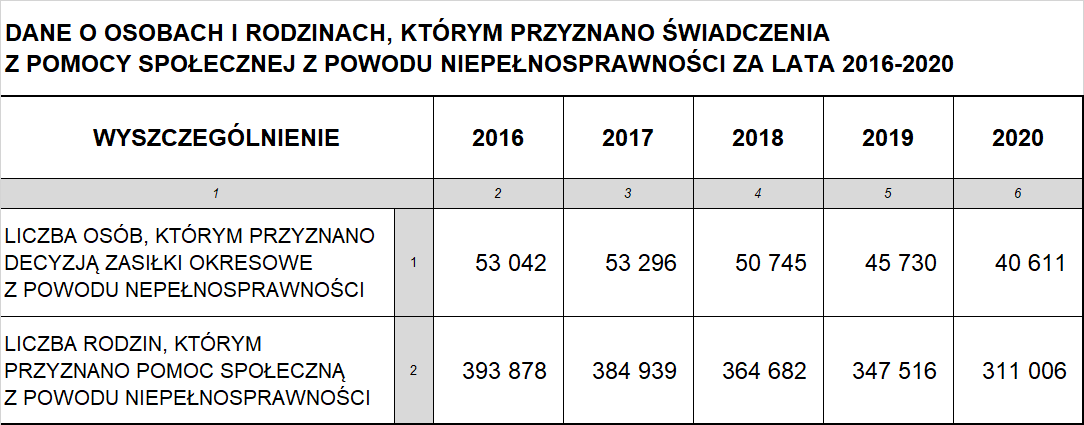 DANE O OSOBACH I RODZINACH, KTÓRYM PRZYZNANO ŚWIADCZENIA
Z POMOCY SPOŁECZNEJ Z POWODU NIEPEŁNOSPRAWNOŚCI ZA LATA 2016-2020
WYSZCZEGÓLNIENIE 2016 2017 2018 2019 2020
1 2 3 4 5 6
LICZBA OSÓB, KTÓRYM PRZYZNANO
DECYZJĄ ZASIŁKI OKRESOWE 1 53 042 53 296 50 745 45 730 40 611
Z POWODU NEPEŁNOSPRAWNOŚCI
LICZBA RODZIN, KTÓRYM
PRZYZNANO POMOC SPOŁECZNĄ 2 393 878 384 939 364 682 347 516 311 006
Z POWODU NIEPEŁNOSPRAWNOŚCI